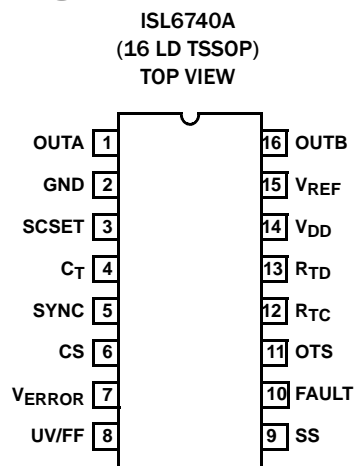 ISL6740A
(16 LD TSSOP)
TOP VIEW
OUTA 1
16 OUTB
GND 2
15 VREF
SCSET 3
14 VDD
CT 4
13 RTD
SYNC 5
12 RTC
CS 6
11 OTS
VERROR 7
10 FAULT
UV/FF 8
9 SS